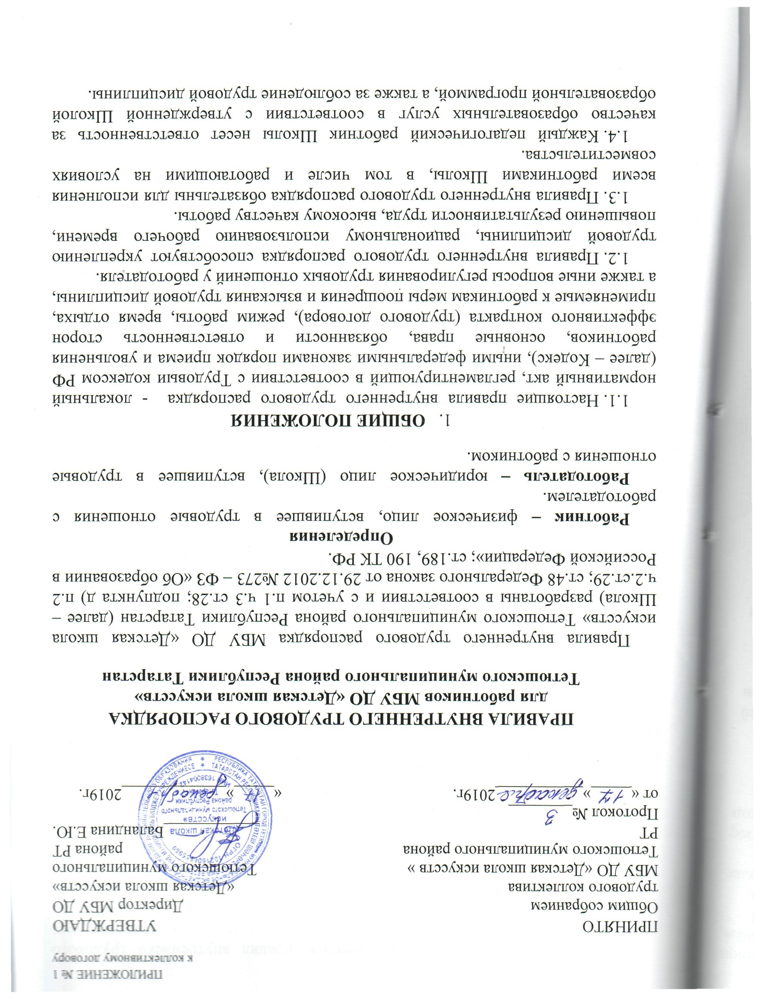 ПРИЛОЖЕНИЕ № 1
к коллективному договору
ПРИНЯТО
Общим собранием
трудового коллектива
МБУ ДО «Детская школа искусств »
Тетюшского муниципального района
РТ
Протокол №3
от «17» декабре 2019г.
УТВЕРЖДАЮ
Директор МБУ ДО
«Детская школа искусств»
Тетюшского муниципального
района РТ
Баландина Е.Ю.
«17» декабр 2019г.
Детская школа
искусств»
Тетюшского муниципального
района Республики
Татарстан
ПРАВИЛА ВНУТРЕННЕГО ТРУДОВОГО РАСПОРЯДКА
для работников МБУ ДО «Детская школа искусств»
Тетюшского муниципального района Республики Татарстан
Правила внутреннего трудового распорядка МБУ ДО «Детская школа
искусств» Тетюшского муниципального района Республики Татарстан (далее –
Школа) разработаны в соответствии и с учетом п.1 ч.3 ст.28; подпункта д) п.2
ч.2.ст.29; ст.48 Федерального закона от 29.12.2012 №273 – ФЗ «Об образовании в
Российской Федерации»; ст.189, 190 ТК РФ.
Определения
Работник – физическое лицо, вступившее в трудовые отношения с
работодателем.
Работодатель – юридическое лицо (Школа), вступившее в трудовые
отношения с работником.
1. ОБЩИЕ ПОЛОЖЕНИЯ
1.1. Настоящие правила внутреннего трудового распорядка - локальный
нормативный акт, регламентирующий в соответствии с Трудовым кодексом РФ
(далее – Кодекс), иными федеральными законами порядок приема и увольнения
работников, основные права, обязанности и ответственность сторон
эффективного контракта (трудового договора), режим работы, время отдыха,
применяемые к работникам меры поощрения и взыскания трудовой дисциплины,
а также иные вопросы регулирования трудовых отношений у работодателя.
1.2. Правила внутреннего трудового распорядка способствуют укреплению
трудовой дисциплины, рациональному использованию рабочего времени,
повышению результативности труда, высокому качеству работы.
1.3. Правила внутреннего трудового распорядка обязательны для исполнения
всеми работниками Школы, в том числе и работающими на условиях
совместительства.
1.4. Каждый педагогический работник Школы несет ответственность за
качество образовательных услуг в соответствии с утвержденной Школой
образовательной программой, а также за соблюдение трудовой дисциплины.